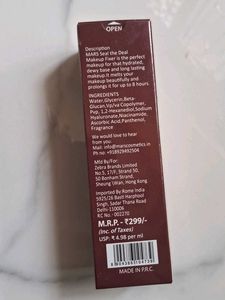 OPEN
Description
MARS Seal the Deal
Makeup Fixer is the perfect
makeup for that hydrated,
dewy base and long lasting
makeup. It melts your
makeup beautifully and
prolongs it for up to 8 hours.
INGREDIENTS
Water, Glycerin, Beta-
Glucan, Vp/va Copolymer,
Pvp, 1,2-Hexanediol, Sodium
Hyaluronate, Niacinamide,
Ascorbic Acid, Panthenol,
Fragrance
We would love to hear
from you:
info@marscosmetics.in
Ph no: +918929492504
Mfd By/For:
Zebra Brands Limited
No.5, 17/F, Strand 50,
50 Bonham Strand,
Sheung Wan, Hong Kong
Imported By Rome India
5925/26 Basti Harphool
Singh, Sadar Thana Road
Delhi-110006
RC No. - 002270
M.R.P. - ₹299/-
(Inc. of Taxes)
USP: ₹ 4.98 per ml
MADE IN P.R.C.